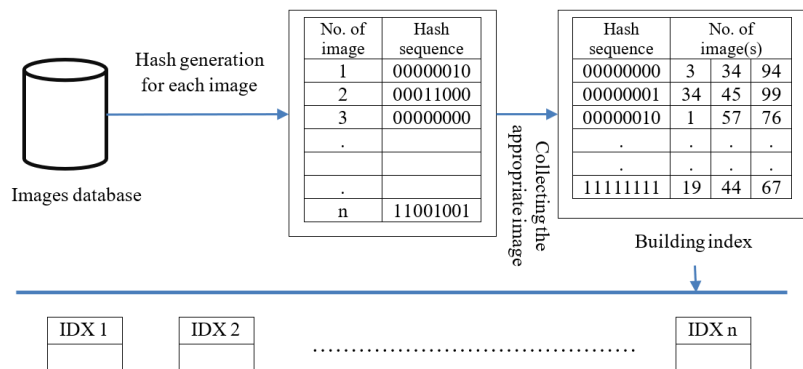 Images database
Hash generation
for each image
No. of image | Hash sequence
1 | 00000010
2 | 00011000
3 | 00000000
. |
. |
n | 11001001
Collecting the
appropriate image
Hash sequence | No. of image(s)
00000000 | 3 | 34 | 94
00000001 | 34 | 45 | 99
00000010 | 1 | 57 | 76
. | . | . | .
. | . | . | .
11111111 | 19 | 44 | 67
Building index
IDX 1
IDX 2
................................................
IDX n